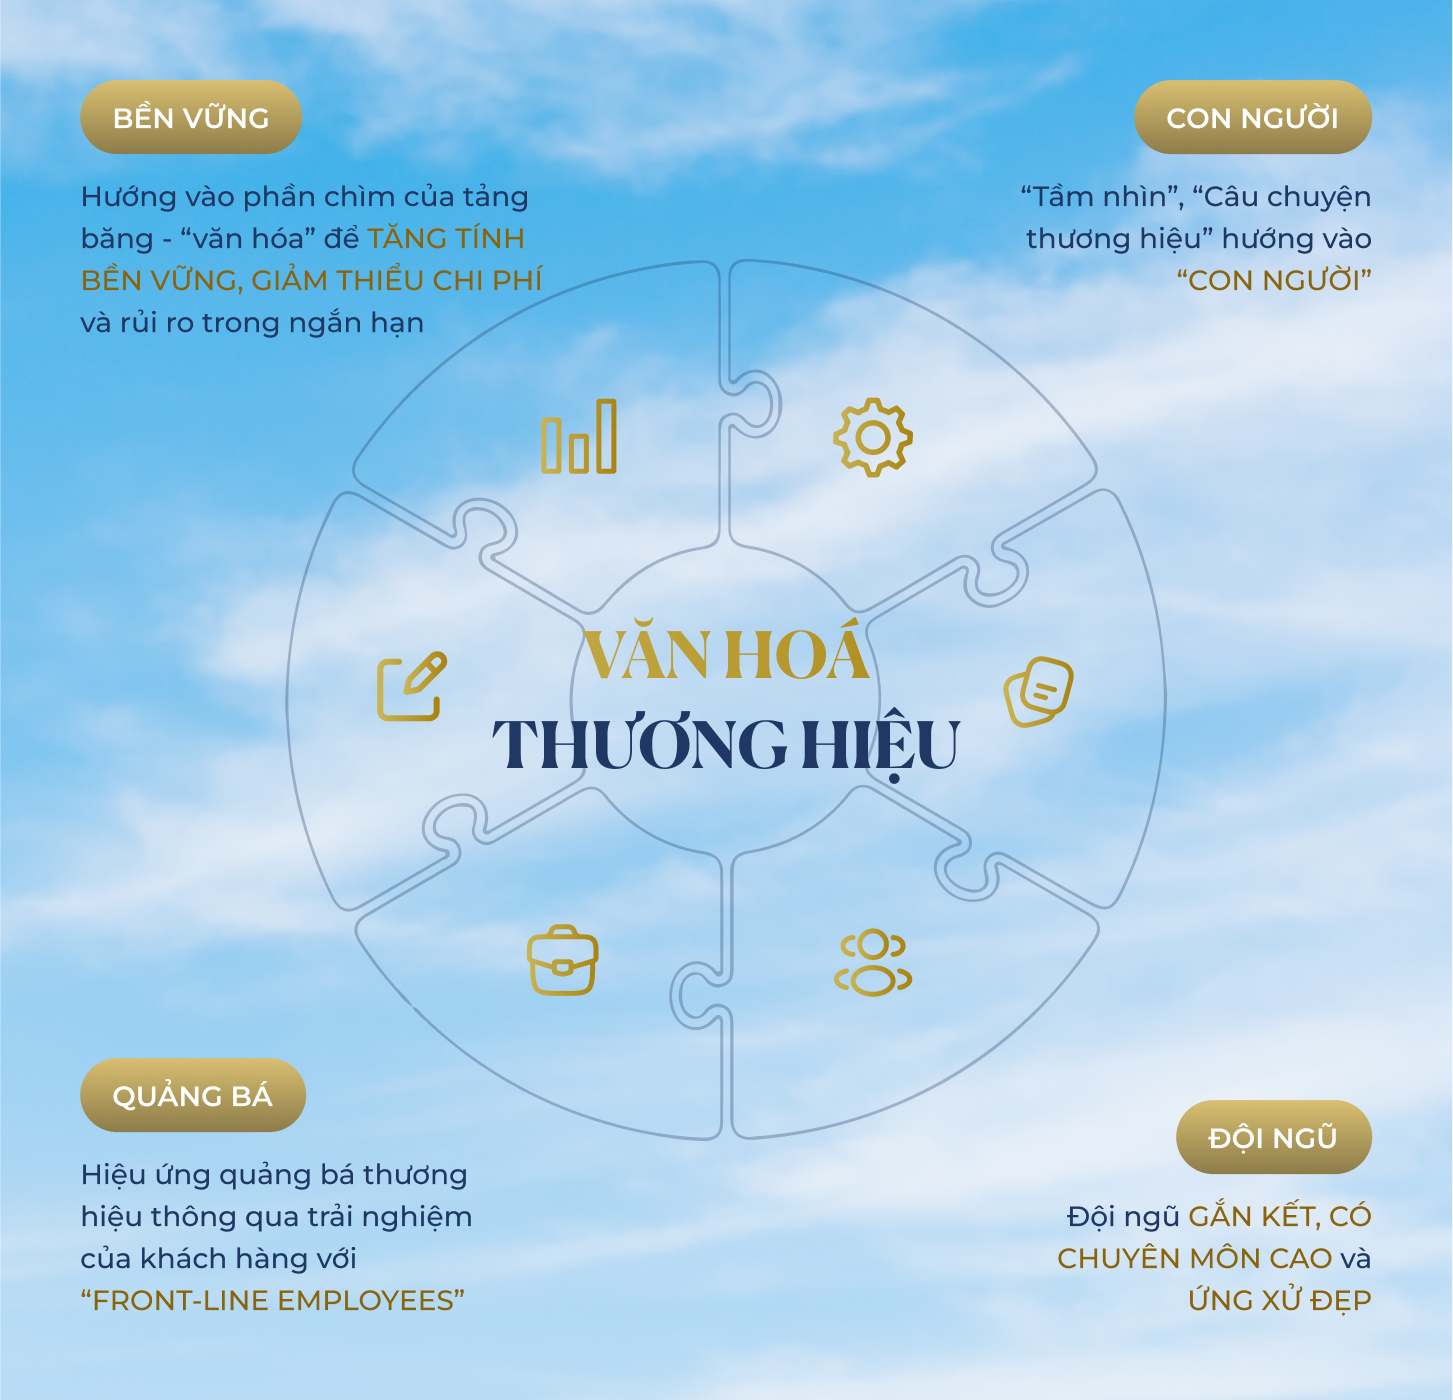 BỀN VỮNG
Hướng vào phần chìm của tảng
băng - “văn hóa” để TĂNG TÍNH
BỀN VỮNG, GIẢM THIỂU CHI PHÍ
và rủi ro trong ngắn hạn
CON NGƯỜI
“Tầm nhìn”, “Câu chuyện
thương hiệu” hướng vào
“CON NGƯỜI”
VĂN HOÁ
THƯƠNG HIỆU
QUẢNG BÁ
Hiệu ứng quảng bá thương
hiệu thông qua trải nghiệm
của khách hàng với
“FRONT-LINE EMPLOYEES”
ĐỘI NGŨ
Đội ngũ GẮN KẾT, CÓ
CHUYÊN MÔN CAO và
ỨNG XỬ ĐẸP